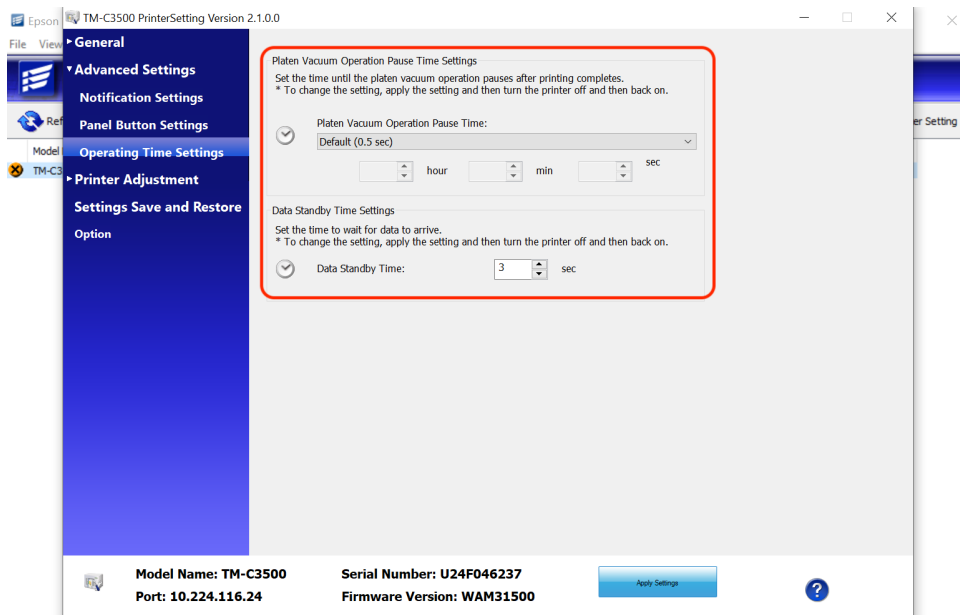 Epson
TM-C3500 PrinterSetting Version 2.1.0.0
File View
General
Advanced Settings
Notification Settings
Panel Button Settings
Operating Time Settings
Printer Adjustment
Settings Save and Restore
Option
Ref
er Setting
Model
TM-C3
Platen Vacuum Operation Pause Time Settings
Set the time until the platen vacuum operation pauses after printing completes.
* To change the setting, apply the setting and then turn the printer off and then back on.
Platen Vacuum Operation Pause Time:
Default (0.5 sec)
hour min sec
Data Standby Time Settings
Set the time to wait for data to arrive.
* To change the setting, apply the setting and then turn the printer off and then back on.
Data Standby Time: 3 sec
Model Name: TM-C3500 Serial Number: U24F046237
Apply Settings
Port: 10.224.116.24 Firmware Version: WAM31500